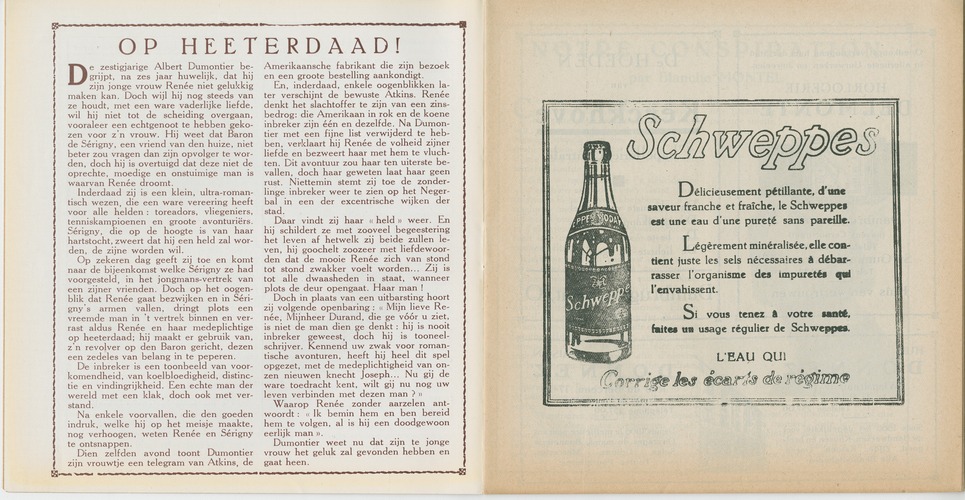 OP HEETERDAAD!
De zestigjarige Albert Dumontier be-
grijpt, na zes jaar huwelijk, dat hij
zijn jonge vrouw Renée niet gelukkig
maken kan. Doch wijl hij nog steeds van
ze houdt, met een ware vaderlijke liefde,
wil hij niet tot de scheiding overgaan,
vooraleer een echtgenoot te hebben geko-
zen voor z'n vrouw. Hij weet dat Baron
de Sérigny, een vriend van den huize, niet
beter zou vragen dan zijn opvolger te wor-
den, doch hij is overtuigd dat deze niet de
oprechte, moedige en onstuimige man is
waarvan Renée droomt.
Inderdaad zij is een klein, ultra-roman-
tisch wezen, die een ware vereering heeft
voor alle helden : toreadors, vliegeniers,
tenniskampioenen en groote avonturiërs.
Sérigny, die op de hoogte is van haar
hartstocht, zweert dat hij een held zal wor-
den, de zijne worden wil.
Op zekeren dag geeft zij toe en komt
naar de bijeenkomst welke Sérigny ze had
voorgesteld, in het jongmans-vertrek van
een zijner vrienden. Doch op het oogen-
blik dat Renée gaat bezwijken en in Séri-
gny's armen vallen, dringt plots een
vreemde man in 't vertrek binnen en ver-
rast aldus Renée en haar medeplichtige
op heeterdaad; hij maakt er gebruik van,
z'n revolver op den Baron gericht, dezen
een zedeles van belang in te peperen.
De inbreker is een toonbeeld van voor-
komendheid, van koelbloedigheid, distinc-
tie en vindingrijkheid. Een echte man der
wereld met een klak, doch ook met ver-
stand.
Na enkele voorvallen, die den goeden
indruk, welke hij op het meisje maakte,
nog verhoogen, weten Renée en Sérigny
te ontsnappen.
Dien zelfden avond toont Dumontier
zijn vrouwtje een telegram van Atkins, de
Amerikaansche fabrikant die zijn bezoek
en een groote bestelling aankondigt.
En, inderdaad, enkele oogenblikken la-
ter verschijnt de bewuste Atkins. Renée
denkt het slachtoffer te zijn van een zins-
bedrog: die Amerikaan in rok en de koene
inbreker zijn één en dezelfde. Na Dumon-
tier met een fijne list verwijderd te heb-
ben, verklaart hij Renée de volheid zijner
liefde en bezweert haar met hem te vluch-
ten. Dit avontuur zou haar ten uiterste be-
vallen, doch haar geweten laat haar geen
rust. Niettemin stemt zij toe de zonder-
linge inbreker weer te zien op het Neger-
bal in een der excentrische wijken der
stad.
Daar vindt zij haar « held » weer. En
hij schildert ze met zooveel begeestering
het leven af hetwelk zij beide zullen le-
ven, hij goochelt zoozeer met liefdewoor-
den dat de mooie Renée zich van stond
tot stond zwakker voelt worden... Zij is
tot alle dwaasheden in staat, wanneer
plots de deur opengaat. Haar man !
Doch in plaats van een uitbarsting hoort
zij volgende openbaring : « Mijn lieve Re-
née, Mijnheer Durand, die ge vóór u ziet,
is niet de man dien ge denkt : hij is nooit
inbreker geweest, doch hij is tooneel-
schrijver. Kennend uw zwak voor roman-
tische avonturen, heeft hij heel dit spel
opgezet, met de medeplichtigheid van on-
zen nieuwen knecht Joseph... Nu gij de
ware toedracht kent, wilt gij nu nog uw
leven verbinden met dezen man ? »
Waarop Renée zonder aarzelen ant-
woordt : « Ik bemin hem en ben bereid
hem te volgen, al is hij een doodgewoon
eerlijk man ».
Dumontier weet nu dat zijn te jonge
vrouw het geluk zal gevonden hebben en
gaat heen.
Schweppes
Délicieusement pétillante, d'une
saveur franche et fraîche, le Schweppes
est une eau d'une pureté sans pareille.
Légèrement minéralisée, elle con-
tient juste les sels nécessaires à débar-
rasser l'organisme des impuretés qui
l'envahissent.
Si vous tenez à votre santé,
faites un usage régulier de Schweppes.
L'EAU QUI
Corrige les écarts de régime
Schweppes